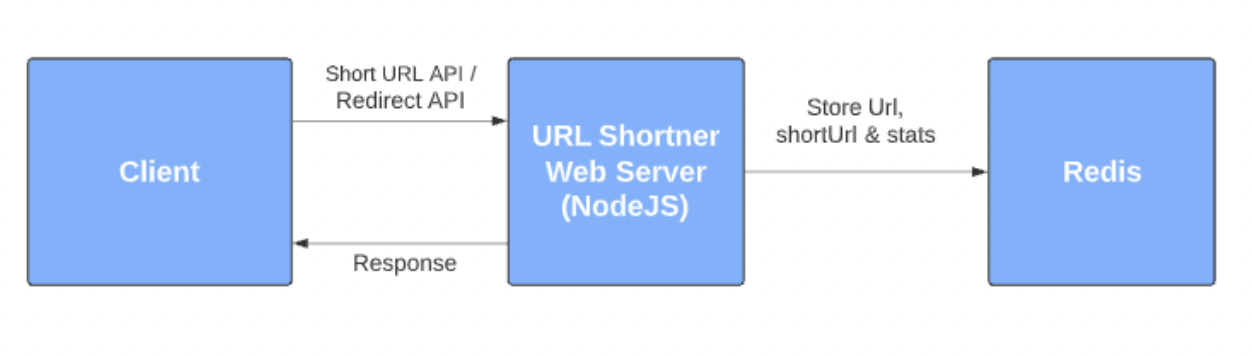 Client
Short URL API /
Redirect API
Response
URL Shortner
Web Server
(NodeJS)
Store Url,
shortUrl & stats
Redis